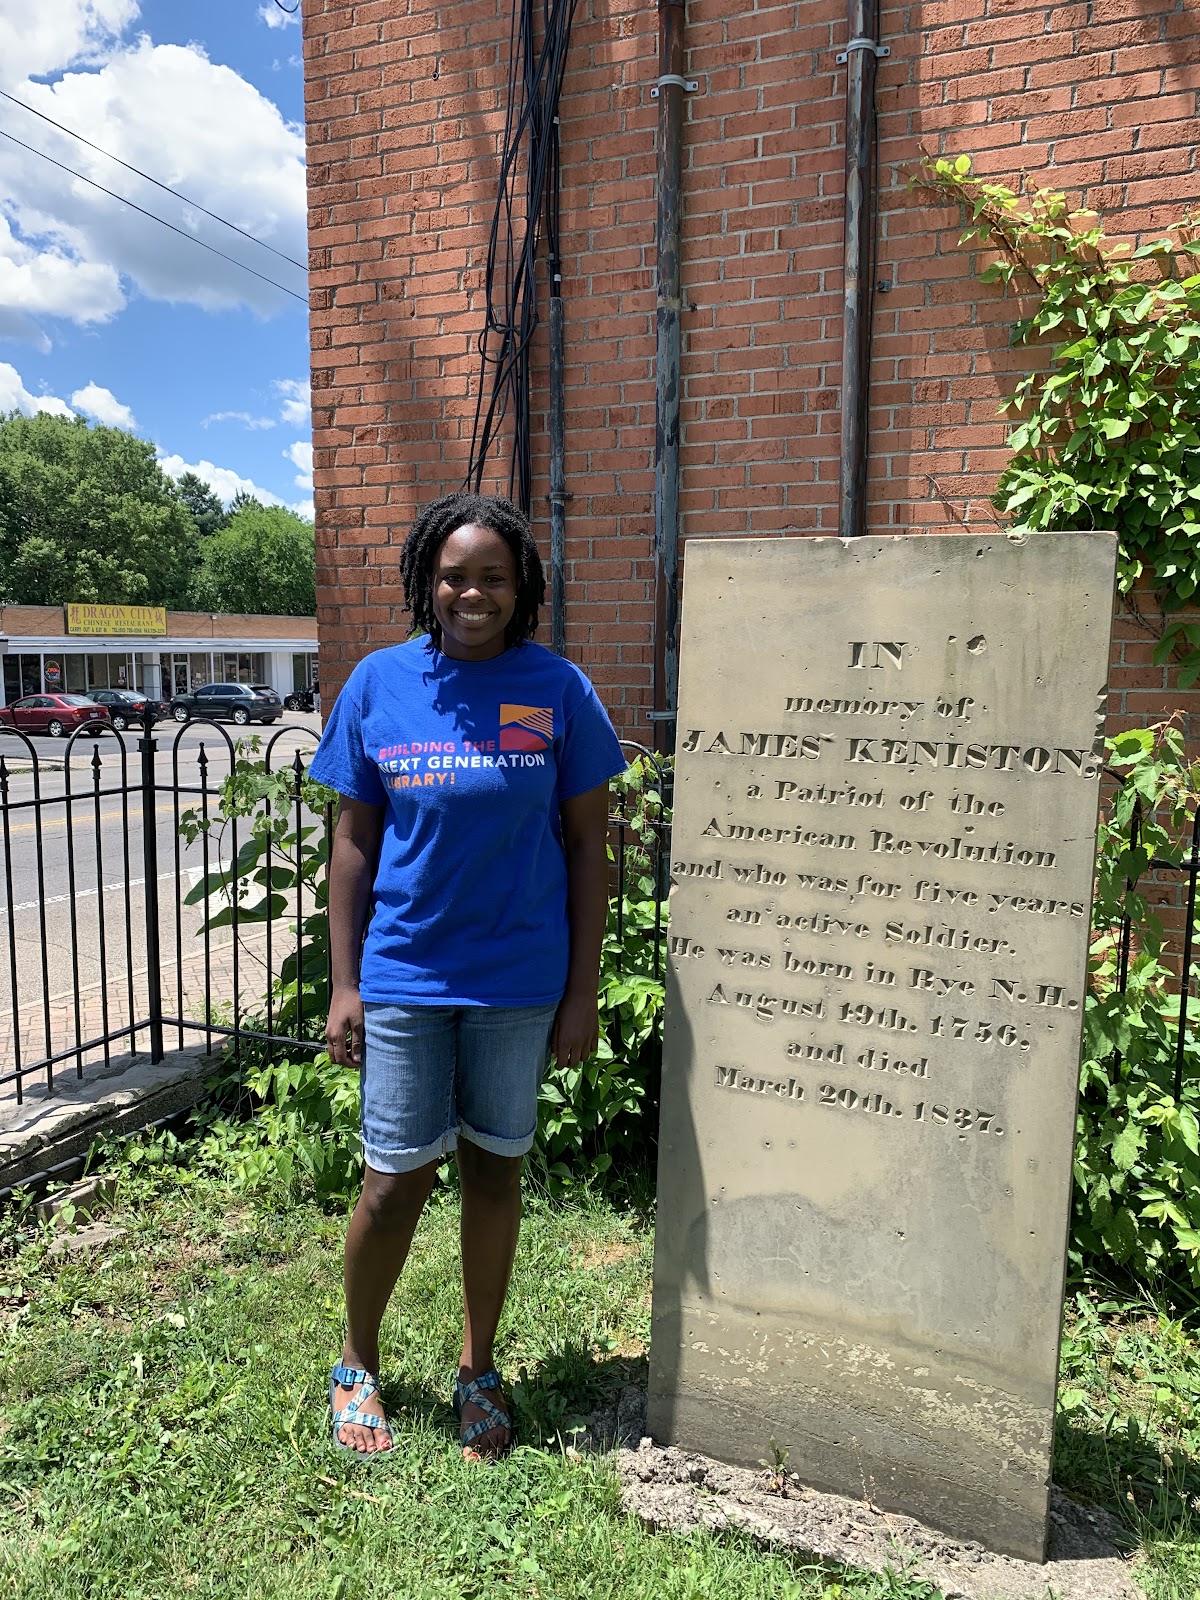 DRAGON CITY
CHINESE RESTAURANT
BUILDING THE
NEXT GENERATION
LIBRARY!
IN
memory of
JAMES KENISTON,
a Patriot of the
American Revolution
and who was for five years
an active Soldier.
He was born in Rye N.H.
August 19th. 1756,
and died
March 20th. 1837.